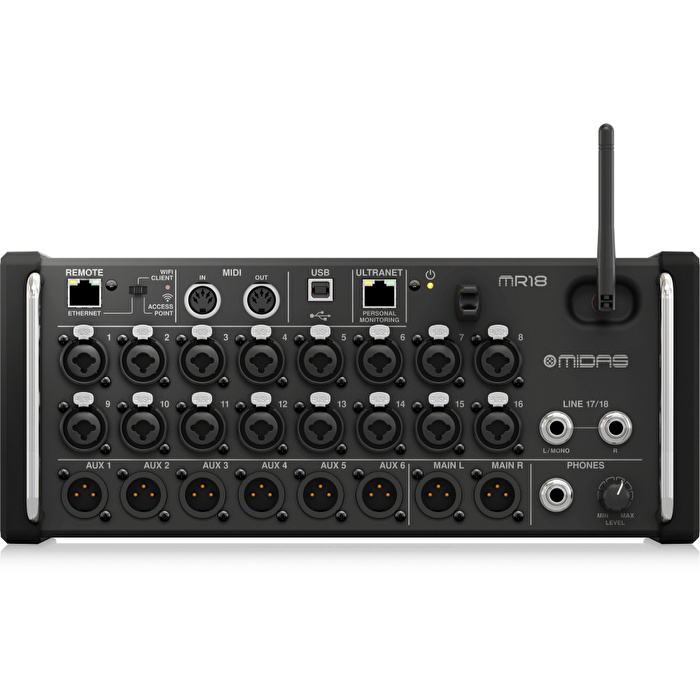 REMOTE
ETHERNET
WIFI
CLIENT
ACCESS
POINT
MIDI
IN
OUT
USB
ULTRANET
PERSONAL
MONITORING
MR18
1 2 3 4 5 6 7 8
MIDAS
9 10 11 12 13 14 15 16
LINE 17/18
L/MONO
R
AUX 1 AUX 2 AUX 3 AUX 4 AUX 5 AUX 6 MAIN L MAIN R
PHONES
MIN MAX
LEVEL